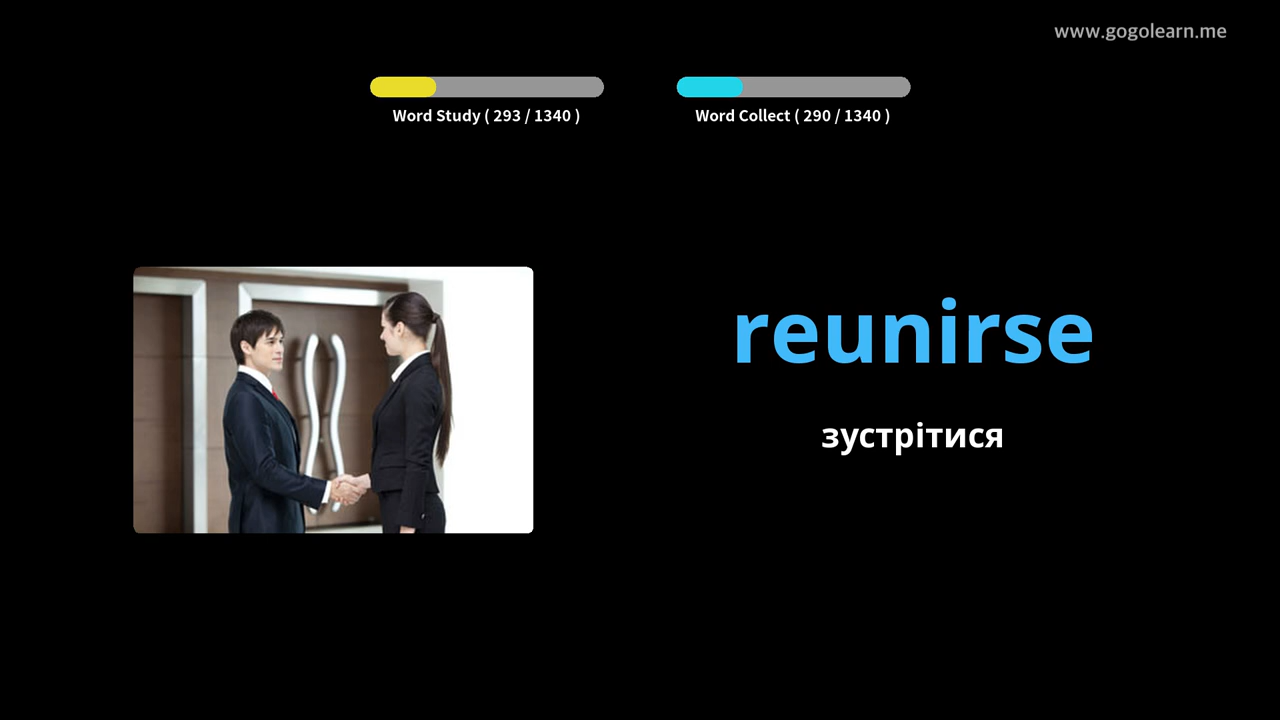 www.gogolearn.me
Word Study ( 293 / 1340 )
Word Collect ( 290 / 1340 )
reunirse
зустрітися